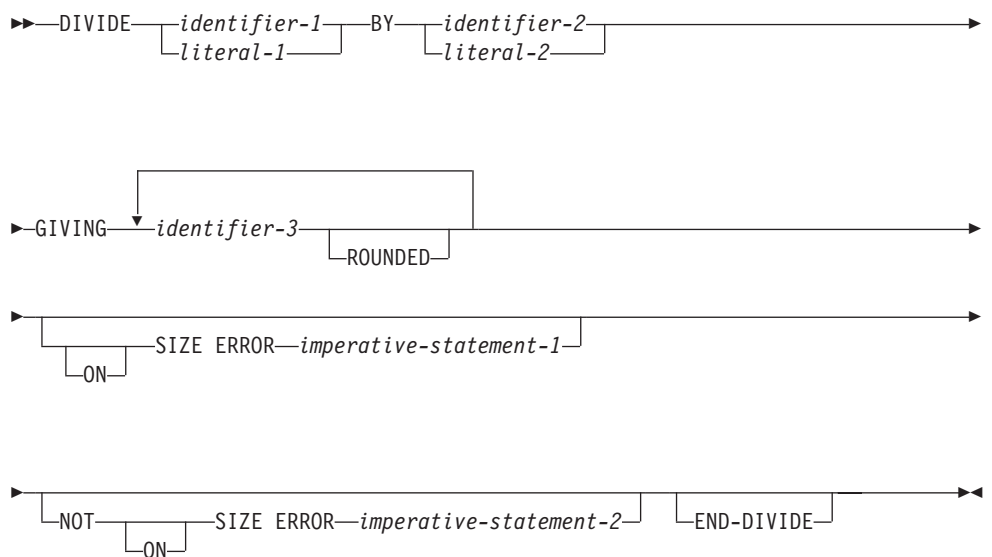 DIVIDE identifier-1 BY identifier-2
literal-1 literal-2
GIVING identifier-3
ROUNDED
SIZE ERROR imperative-statement-1
ON
NOT SIZE ERROR imperative-statement-2 END-DIVIDE
ON